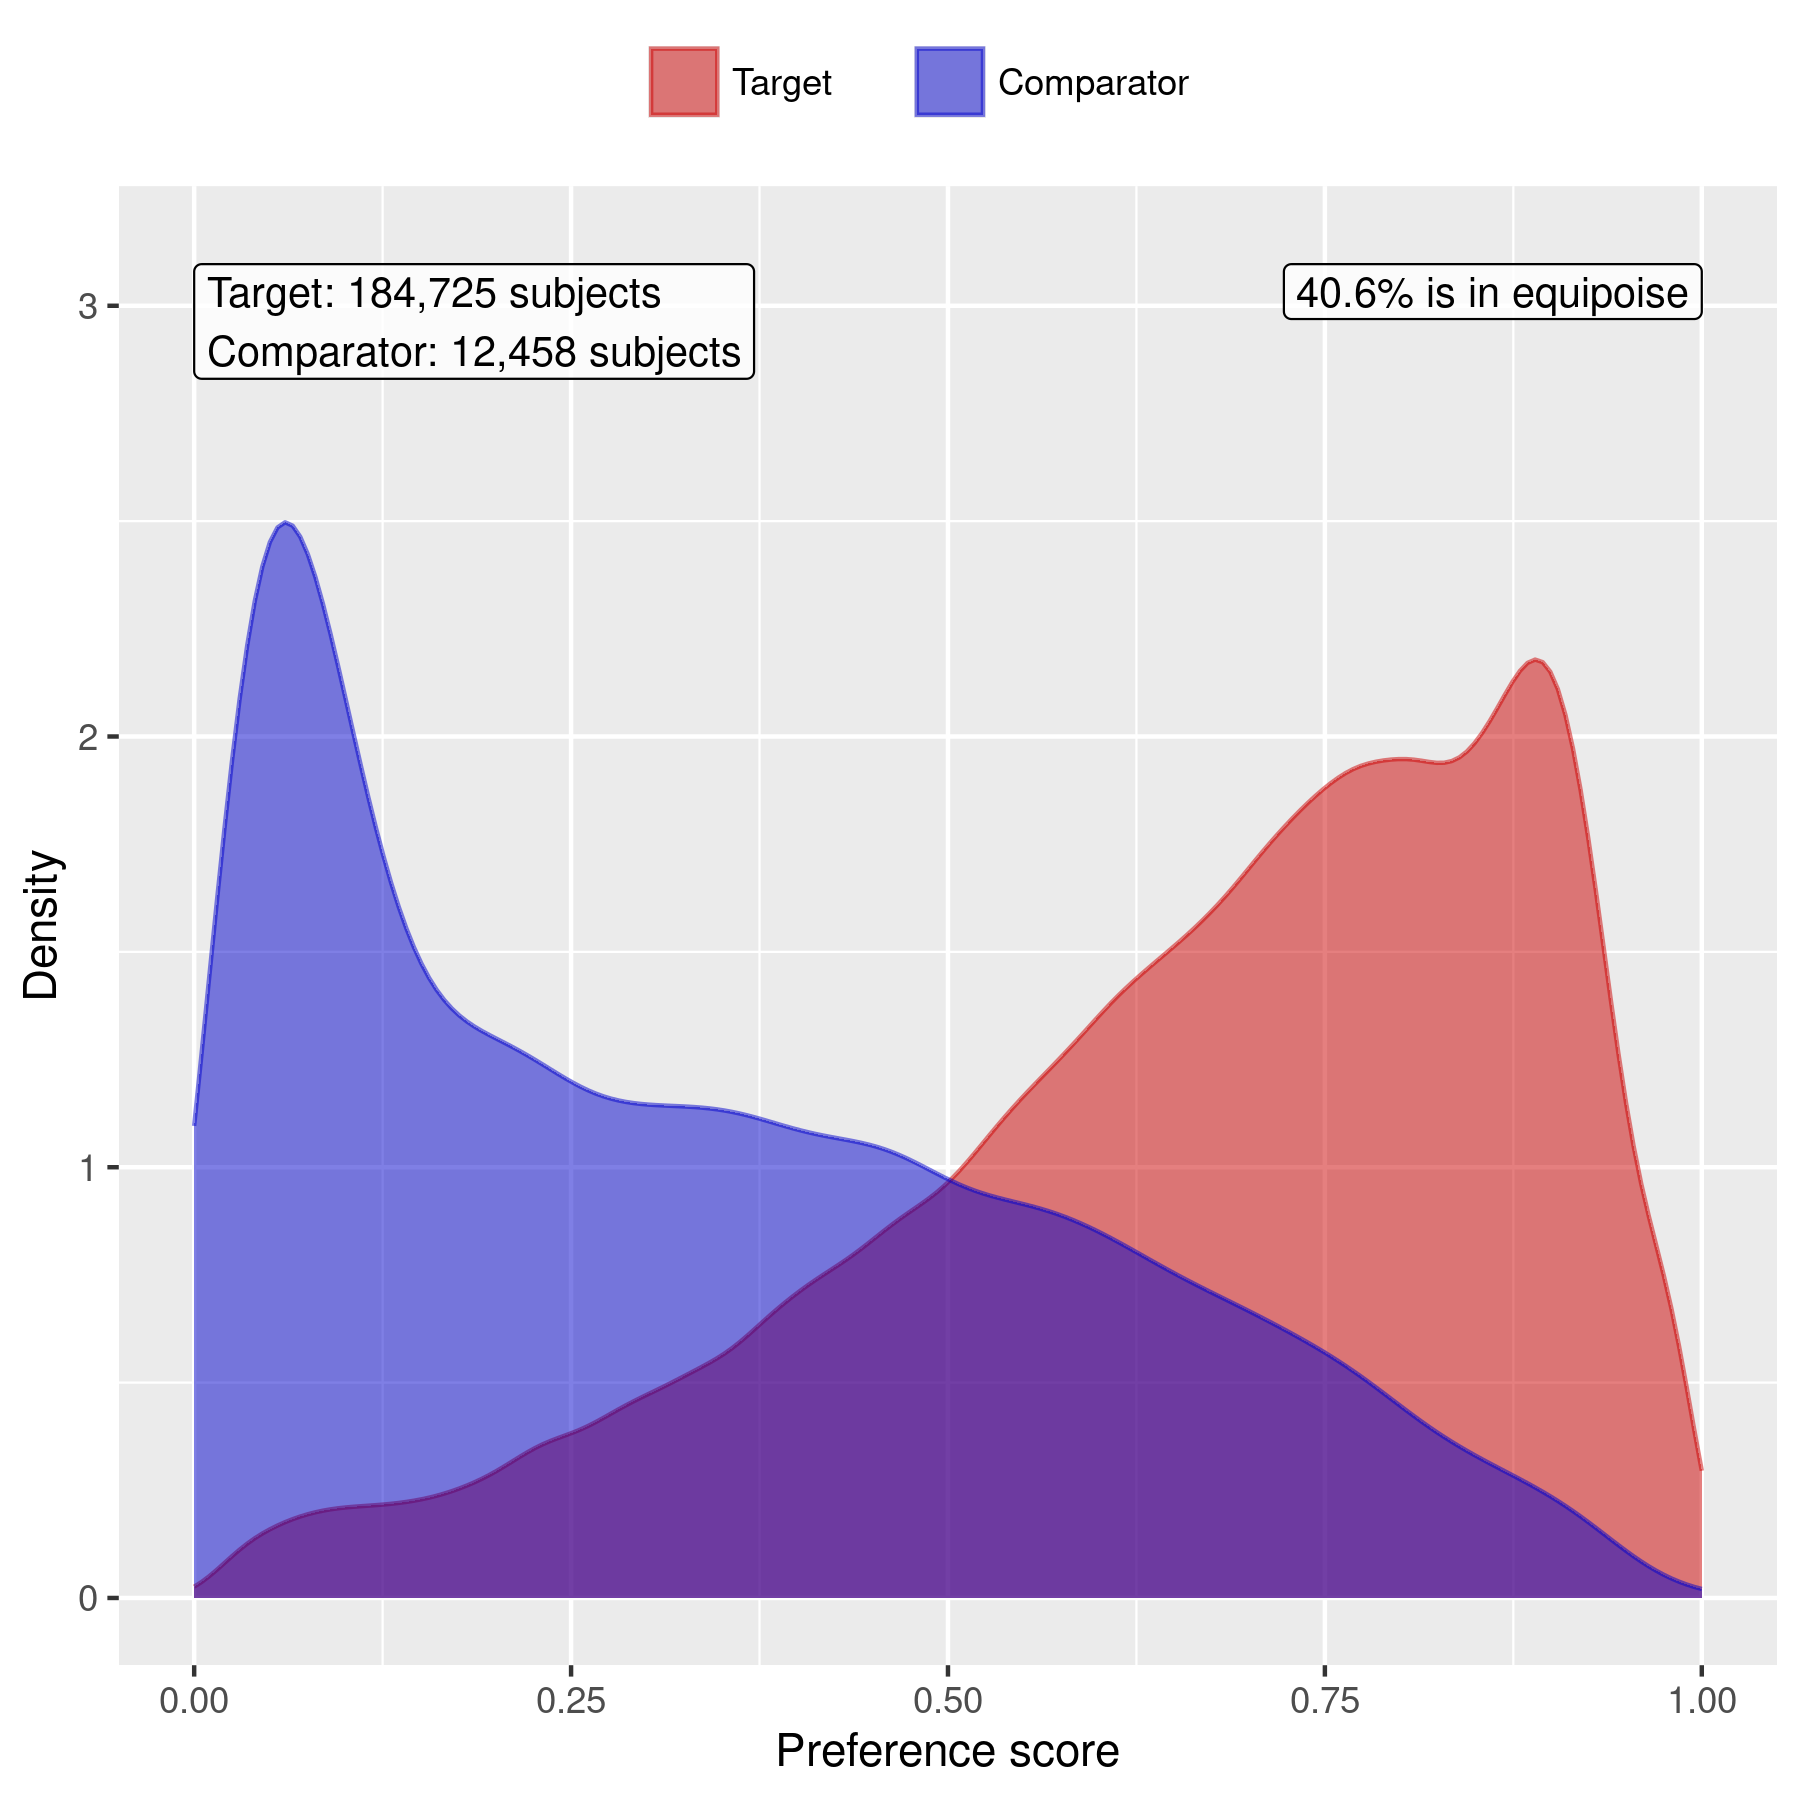 Target
Comparator
Target: 184,725 subjects
Comparator: 12,458 subjects
40.6% is in equipoise
3
2
1
0
Density
0.00
0.25
0.50
0.75
1.00
Preference score